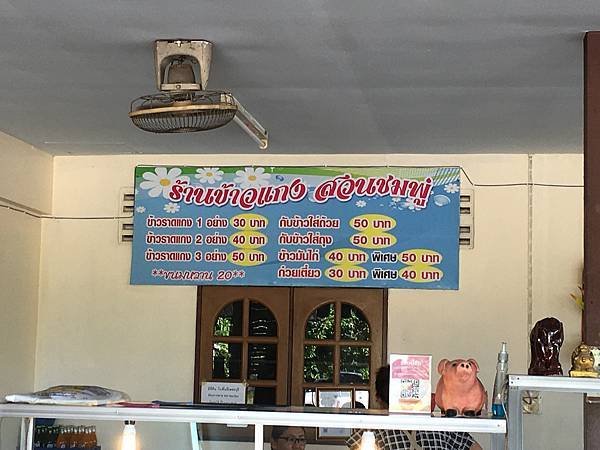 ร้านข้าวแกง สวนชมพู่
ข้าวราดแกง 1 อย่าง 30 บาท
ข้าวราดแกง 2 อย่าง 40 บาท
ข้าวราดแกง 3 อย่าง 50 บาท
**ขนมหวาน 20**
กับข้าวใส่ถ้วย 50 บาท
กับข้าวใส่ถุง 50 บาท
ข้าวมันไก่ 40 บาท พิเศษ 50 บาท
ก๋วยเตี๋ยว 30 บาท พิเศษ 40 บาท